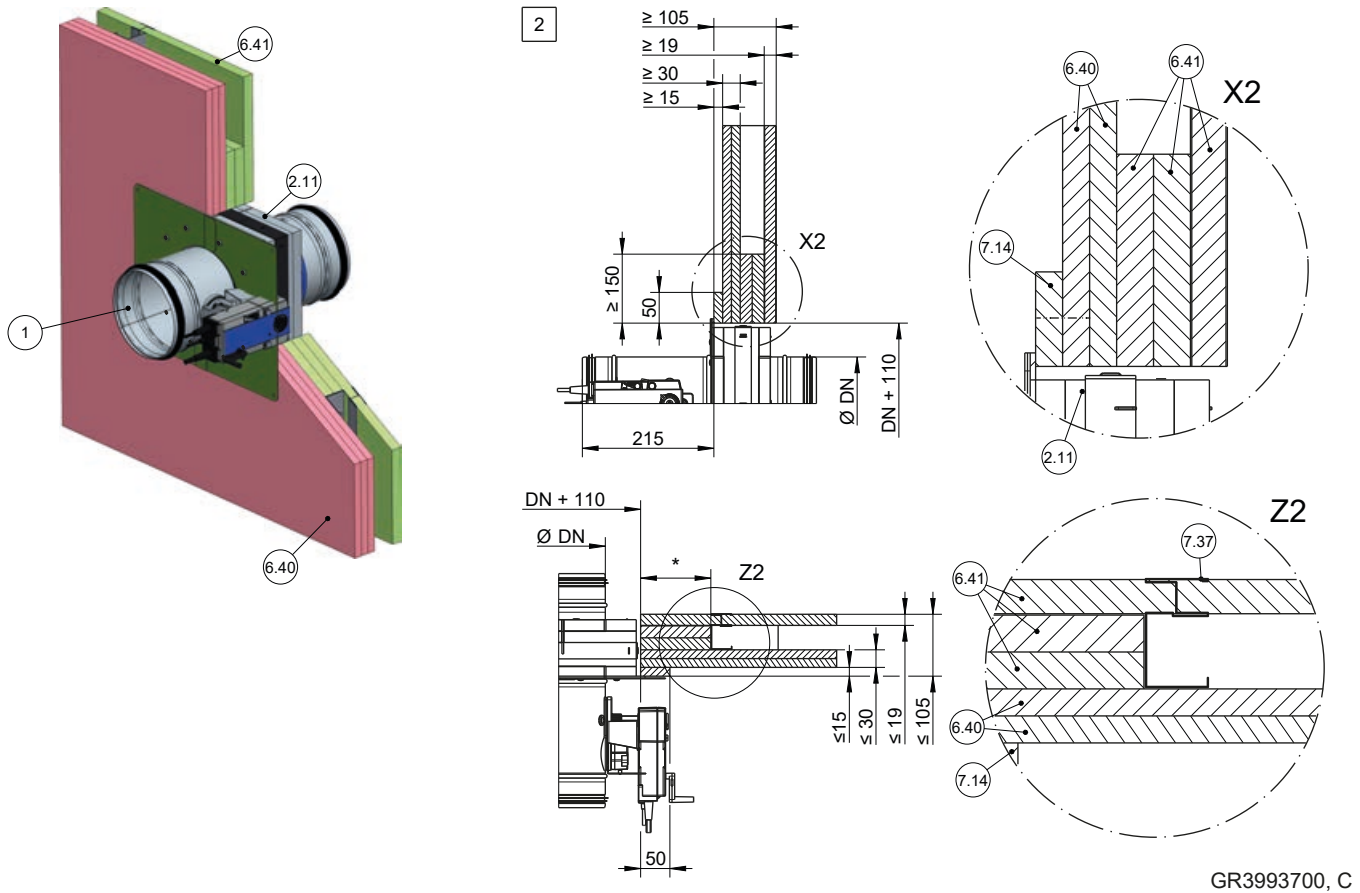 6.41
2.11
1
6.40
2
≥ 105
≥ 19
≥ 30
≥ 15
≥ 150
50
X2
Ø DN
DN + 110
215
6.40
6.41
X2
7.14
2.11
DN + 110
Ø DN
*
Z2
≤15
≤ 30
≤ 19
≤ 105
50
Z2
7.37
6.41
6.40
7.14
GR3993700, C